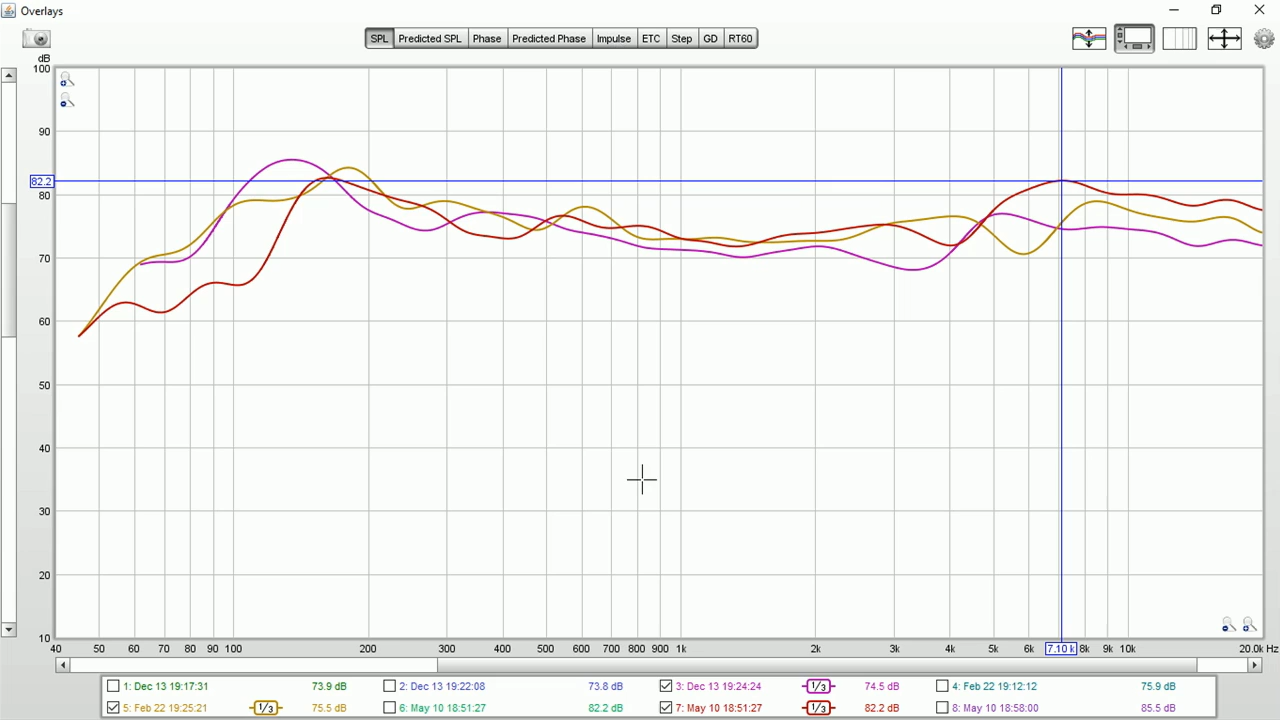 Overlays
SPL Predicted SPL Phase Predicted Phase Impulse ETC Step GD RT60
dB
100
90
82.2
80
70
60
50
40
30
20
10
40 50 60 70 80 90 100 200 300 400 500 600 700 800 900 1k 2k 3k 4k 5k 6k 7.10 k 8k 9k 10k 20.0k Hz
1: Dec 13 19:17:31 73.9 dB 2: Dec 13 19:22:08 73.8 dB 3: Dec 13 19:24:24 1/3 74.5 dB 4: Feb 22 19:12:12 75.9 dB
5: Feb 22 19:25:21 1/3 75.5 dB 6: May 10 18:51:27 82.2 dB 7: May 10 18:51:27 1/3 82.2 dB 8: May 10 18:58:00 85.5 dB